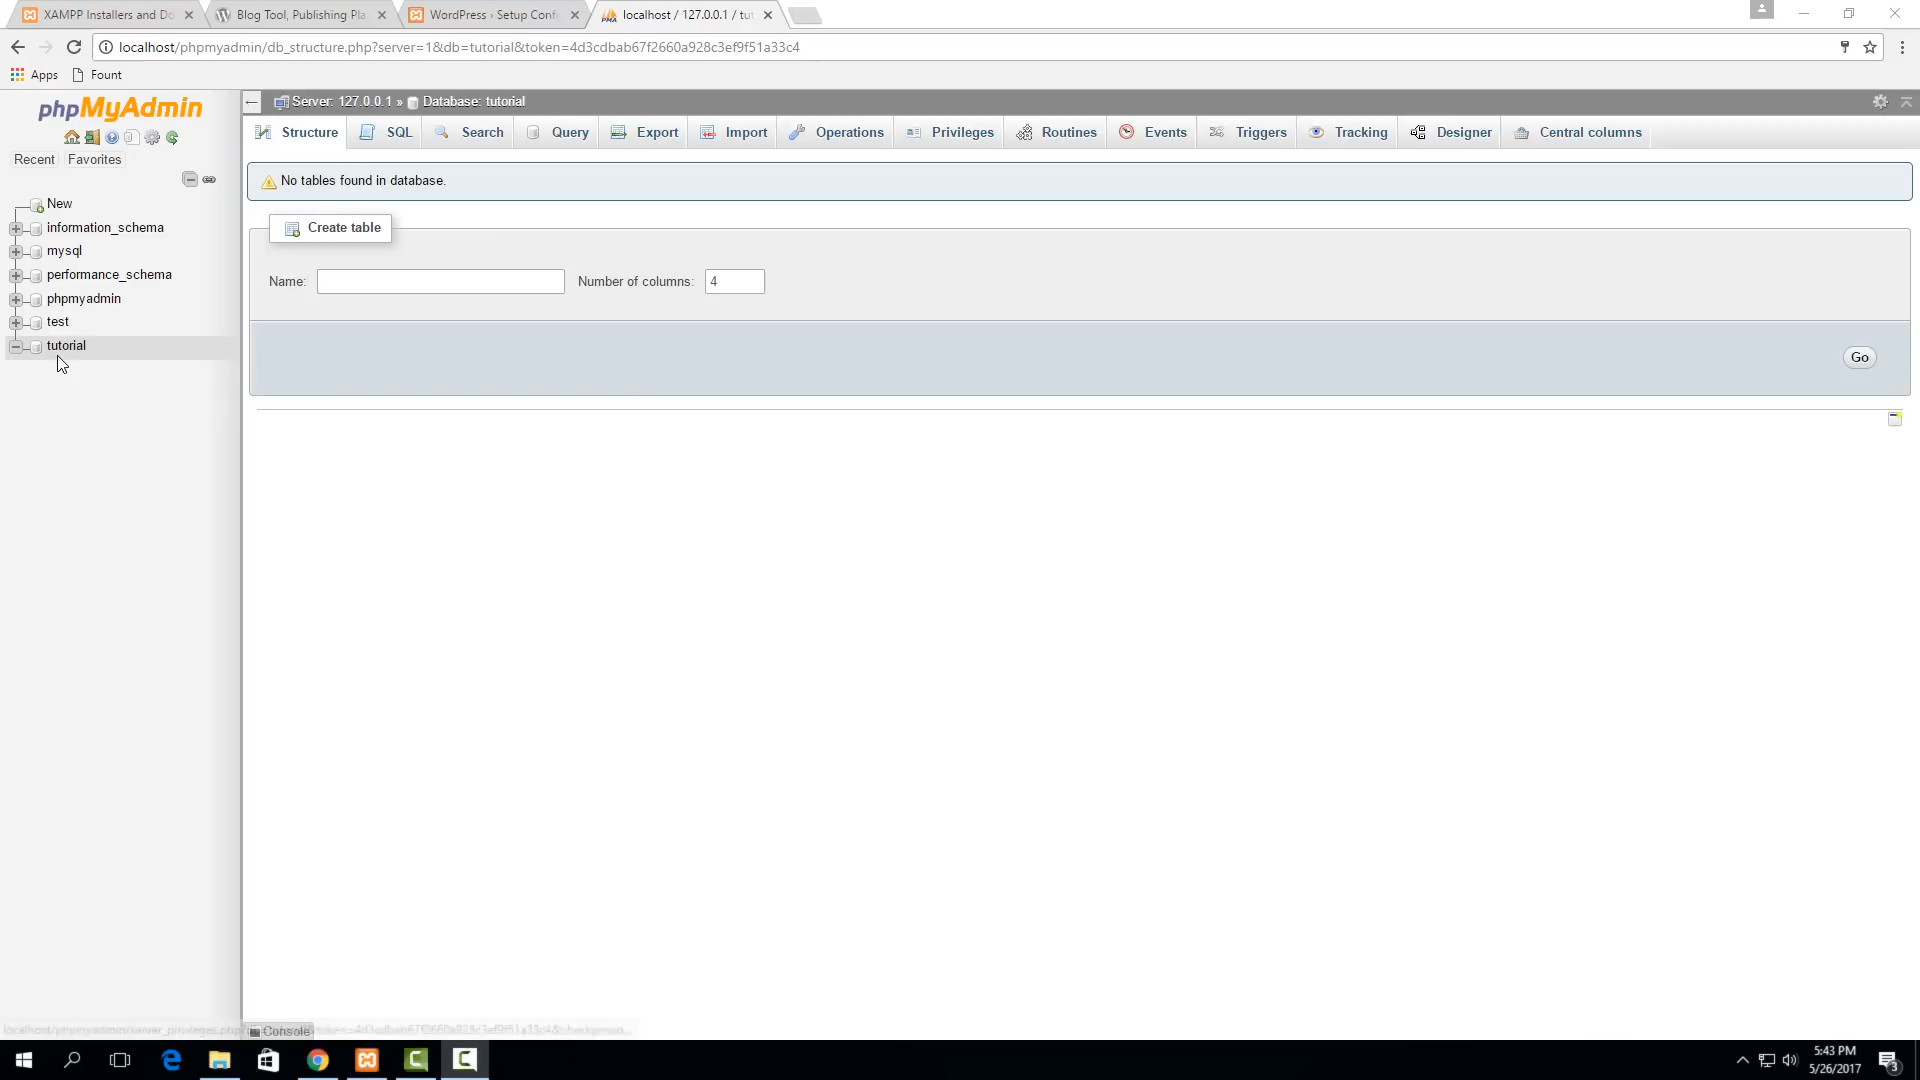 XAMPP Installers and Do
Blog Tool, Publishing Pla
WordPress › Setup Confi
localhost / 127.0.0.1 / tut
localhost/phpmyadmin/db_structure.php?server=1&db=tutorial&token=4d3cdbab67f2660a928c3ef9f51a33c4
Apps
Fount
phpMyAdmin
Server: 127.0.0.1 » Database: tutorial
Structure
SQL
Search
Query
Export
Import
Operations
Privileges
Routines
Events
Triggers
Tracking
Designer
Central columns
Recent
Favorites
No tables found in database.
New
information_schema
mysql
performance_schema
phpmyadmin
test
tutorial
Create table
Name:
Number of columns: 4
Go
Console
5:43 PM
5/26/2017
3